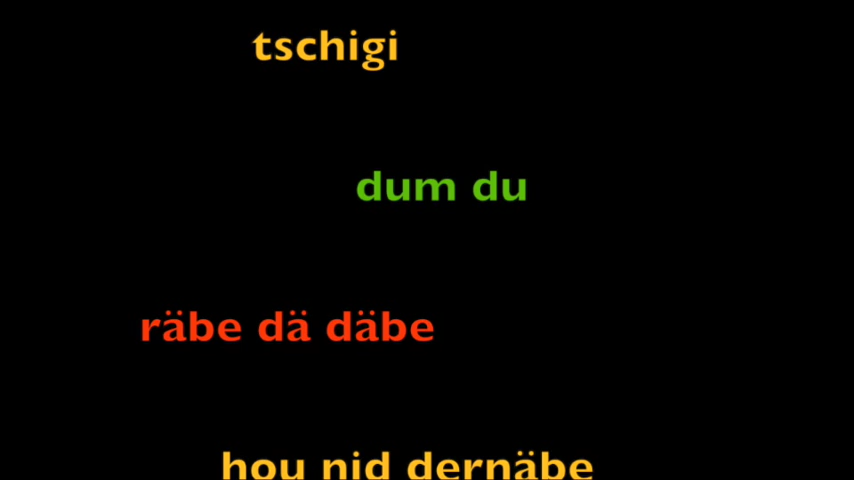 tschigi
dum du
räbe dä däbe
hou nid dernäbe